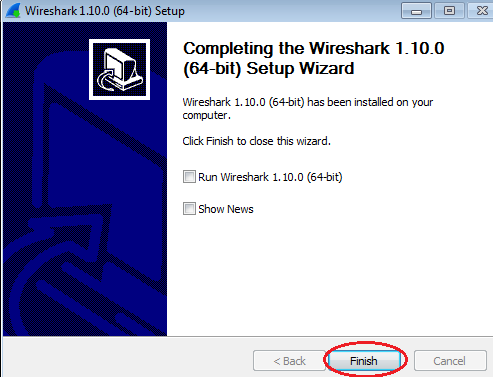 Wireshark 1.10.0 (64-bit) Setup
Completing the Wireshark 1.10.0
(64-bit) Setup Wizard
Wireshark 1.10.0 (64-bit) has been installed on your
computer.
Click Finish to close this wizard.
Run Wireshark 1.10.0 (64-bit)
Show News
< Back
Finish
Cancel